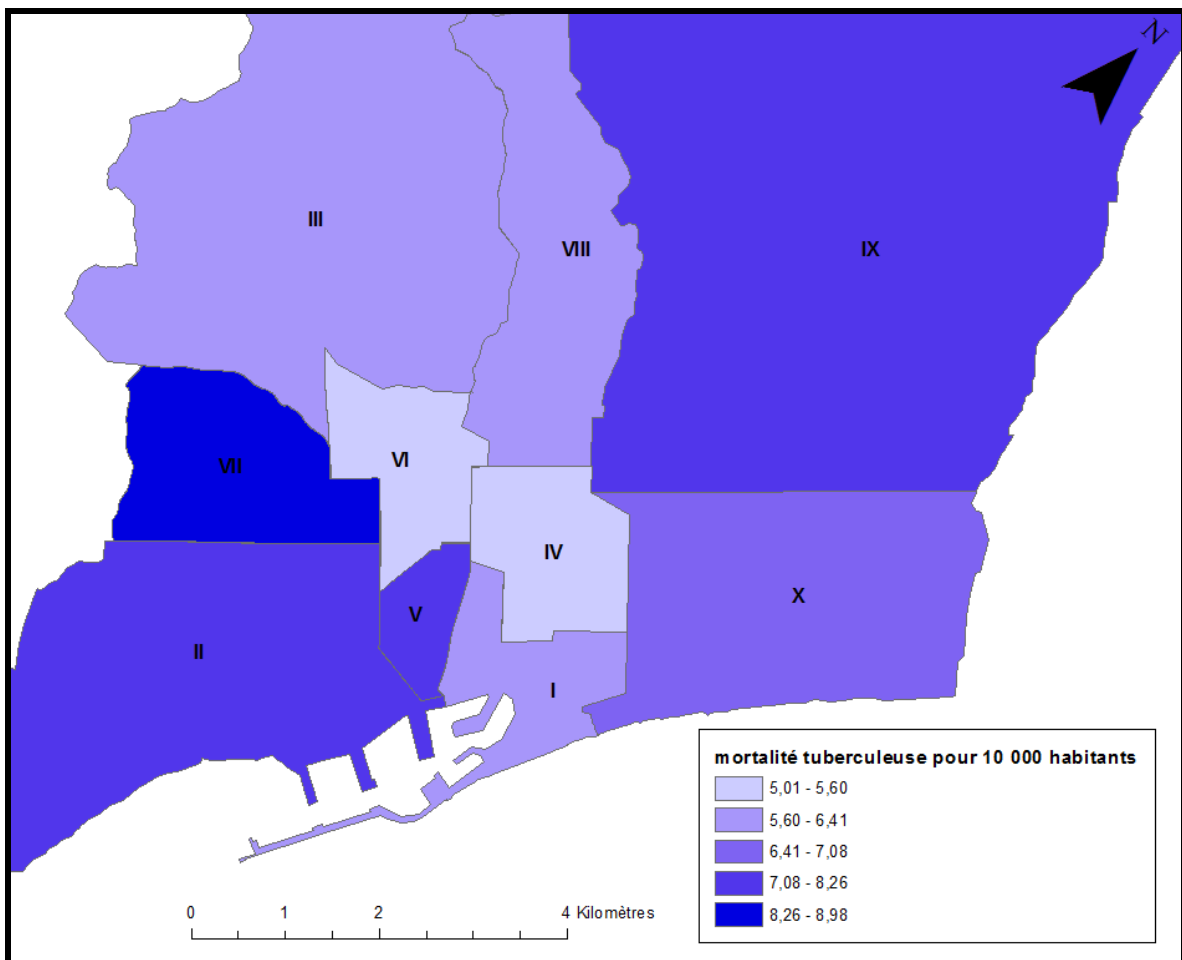 N
III
VIII
IX
VI
VII
IV
X
V
II
I
mortalité tuberculeuse pour 10 000 habitants
5,01 - 5,60
5,60 - 6,41
6,41 - 7,08
7,08 - 8,26
8,26 - 8,98
0 1 2 4 Kilomètres